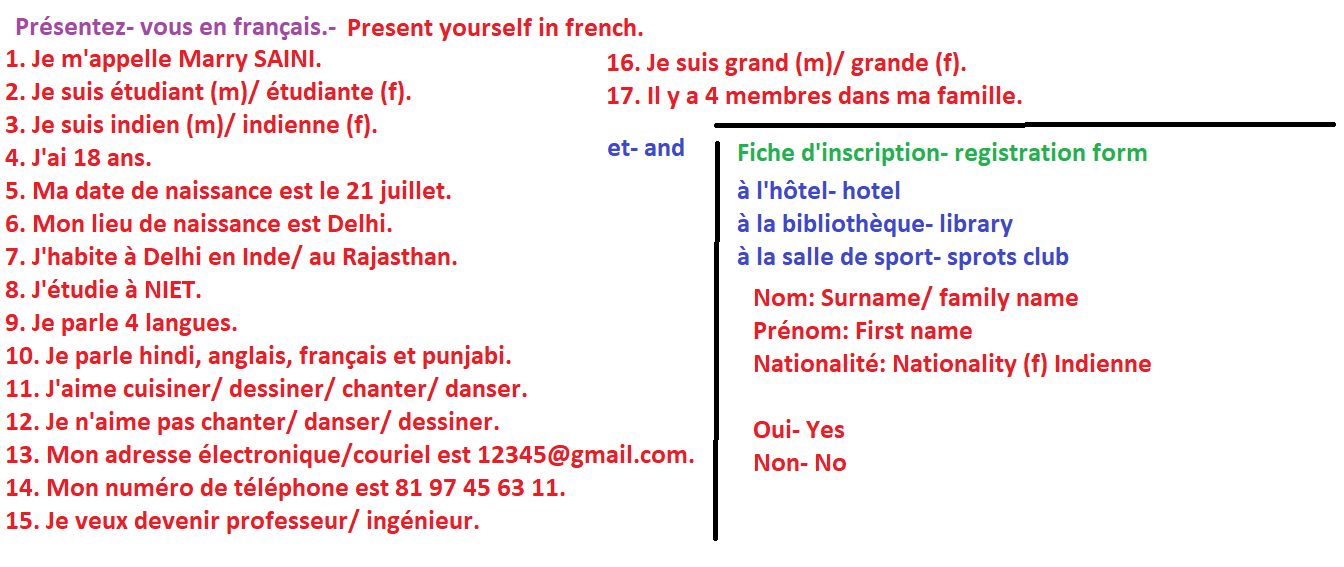 Présentez- vous en français.- Present yourself in french.
1. Je m'appelle Marry SAINI.
2. Je suis étudiant (m)/ étudiante (f).
3. Je suis indien (m)/ indienne (f).
4. J'ai 18 ans.
5. Ma date de naissance est le 21 juillet.
6. Mon lieu de naissance est Delhi.
7. J'habite à Delhi en Inde/ au Rajasthan.
8. J'étudie à NIET.
9. Je parle 4 langues.
10. Je parle hindi, anglais, français et punjabi.
11. J'aime cuisiner/ dessiner/ chanter/ danser.
12. Je n'aime pas chanter/ danser/ dessiner.
13. Mon adresse électronique/couriel est 12345@gmail.com.
14. Mon numéro de téléphone est 81 97 45 63 11.
15. Je veux devenir professeur/ ingénieur.
16. Je suis grand (m)/ grande (f).
17. Il y a 4 membres dans ma famille.
et- and
Fiche d'inscription- registration form
à l'hôtel- hotel
à la bibliothèque- library
à la salle de sport- sprots club
Nom: Surname/ family name
Prénom: First name
Nationalité: Nationality (f) Indienne
Oui- Yes
Non- No